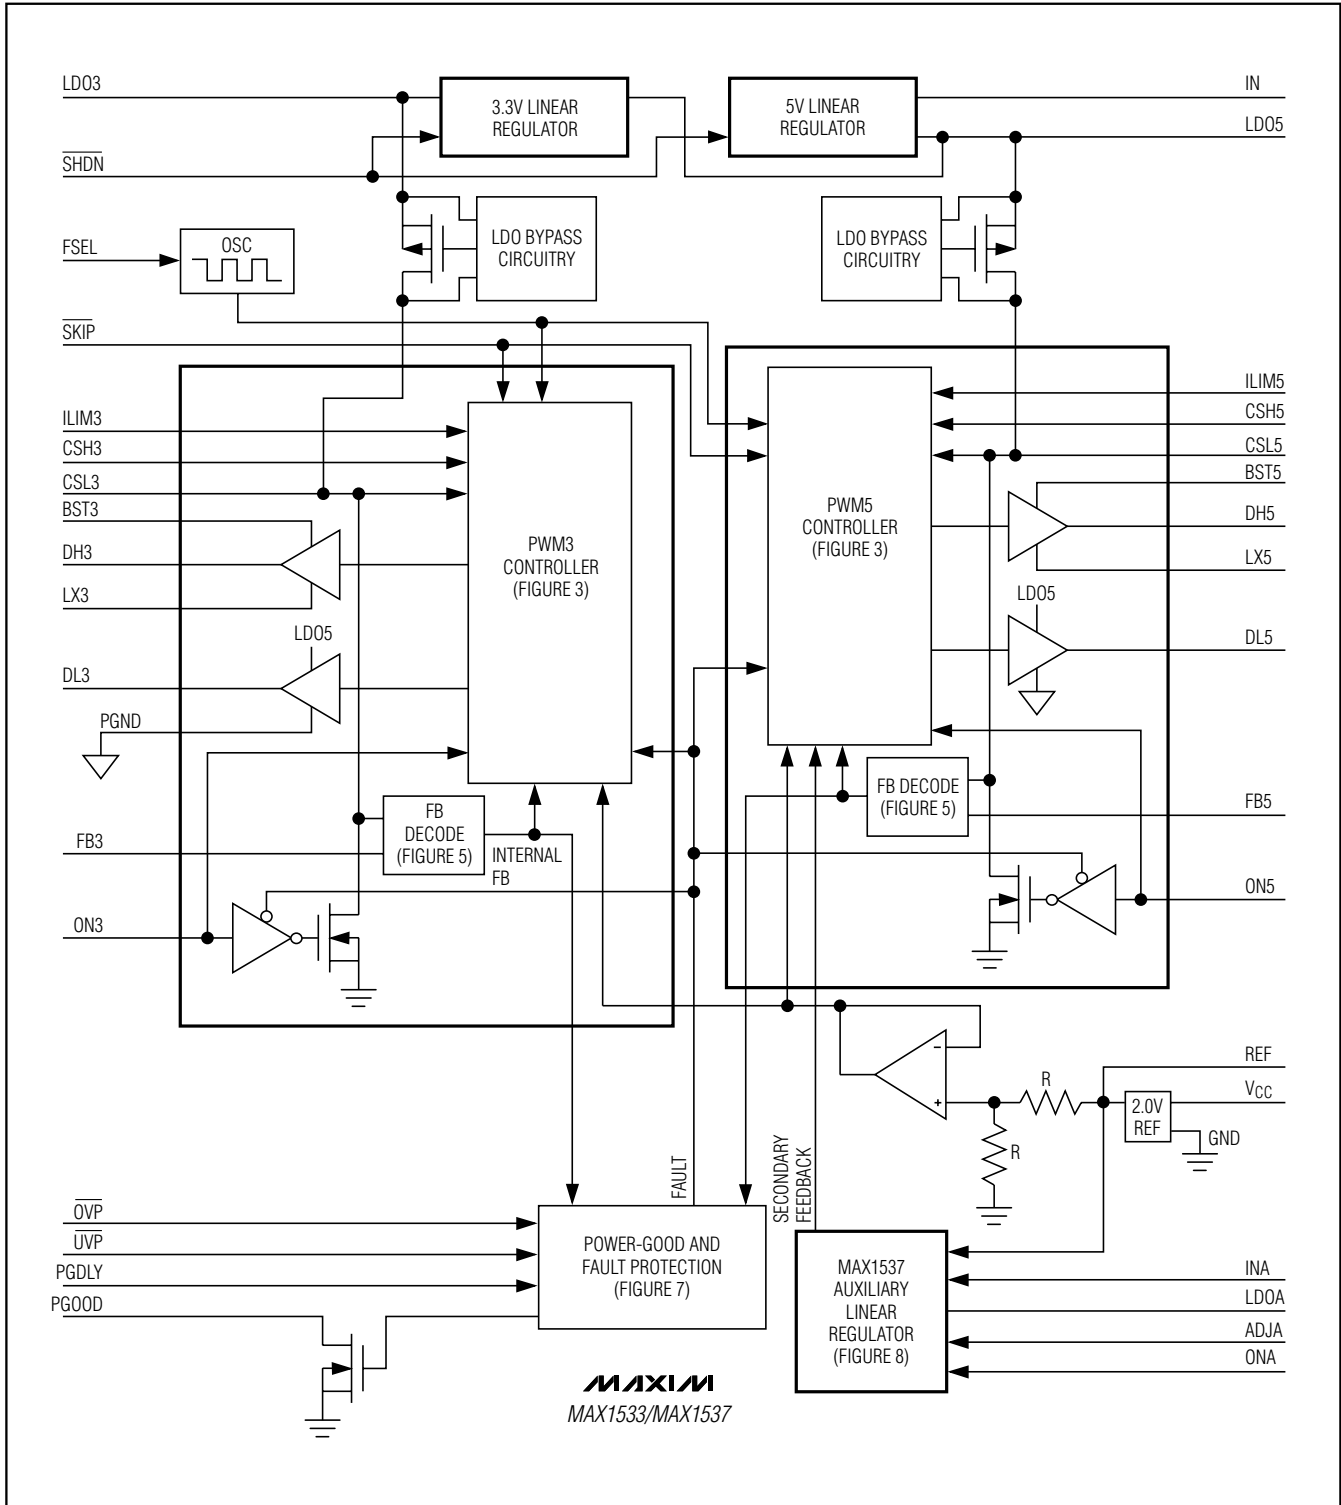 LDO3
3.3V LINEAR
REGULATOR
5V LINEAR
REGULATOR
IN
LDO5
SHDN
FSEL
OSC
LDO BYPASS
CIRCUITRY
LDO BYPASS
CIRCUITRY
SKIP
ILIM3
CSH3
CSL3
BST3
DH3
LX3
LDO5
DL3
PGND
PWM3
CONTROLLER
(FIGURE 3)
PWM5
CONTROLLER
(FIGURE 3)
ILIM5
CSH5
CSL5
BST5
DH5
LX5
LDO5
DL5
FB
DECODE
(FIGURE 5)
INTERNAL
FB
FB3
ON3
FB DECODE
(FIGURE 5)
FB5
ON5
-
+
R
R
REF
VCC
2.0V
REF
GND
FAULT
SECONDARY
FEEDBACK
OVP
UVP
PGDLY
PGOOD
POWER-GOOD AND
FAULT PROTECTION
(FIGURE 7)
MAX1537
AUXILIARY
LINEAR
REGULATOR
(FIGURE 8)
INA
LDOA
ADJA
ONA
MAXIM
MAX1533/MAX1537